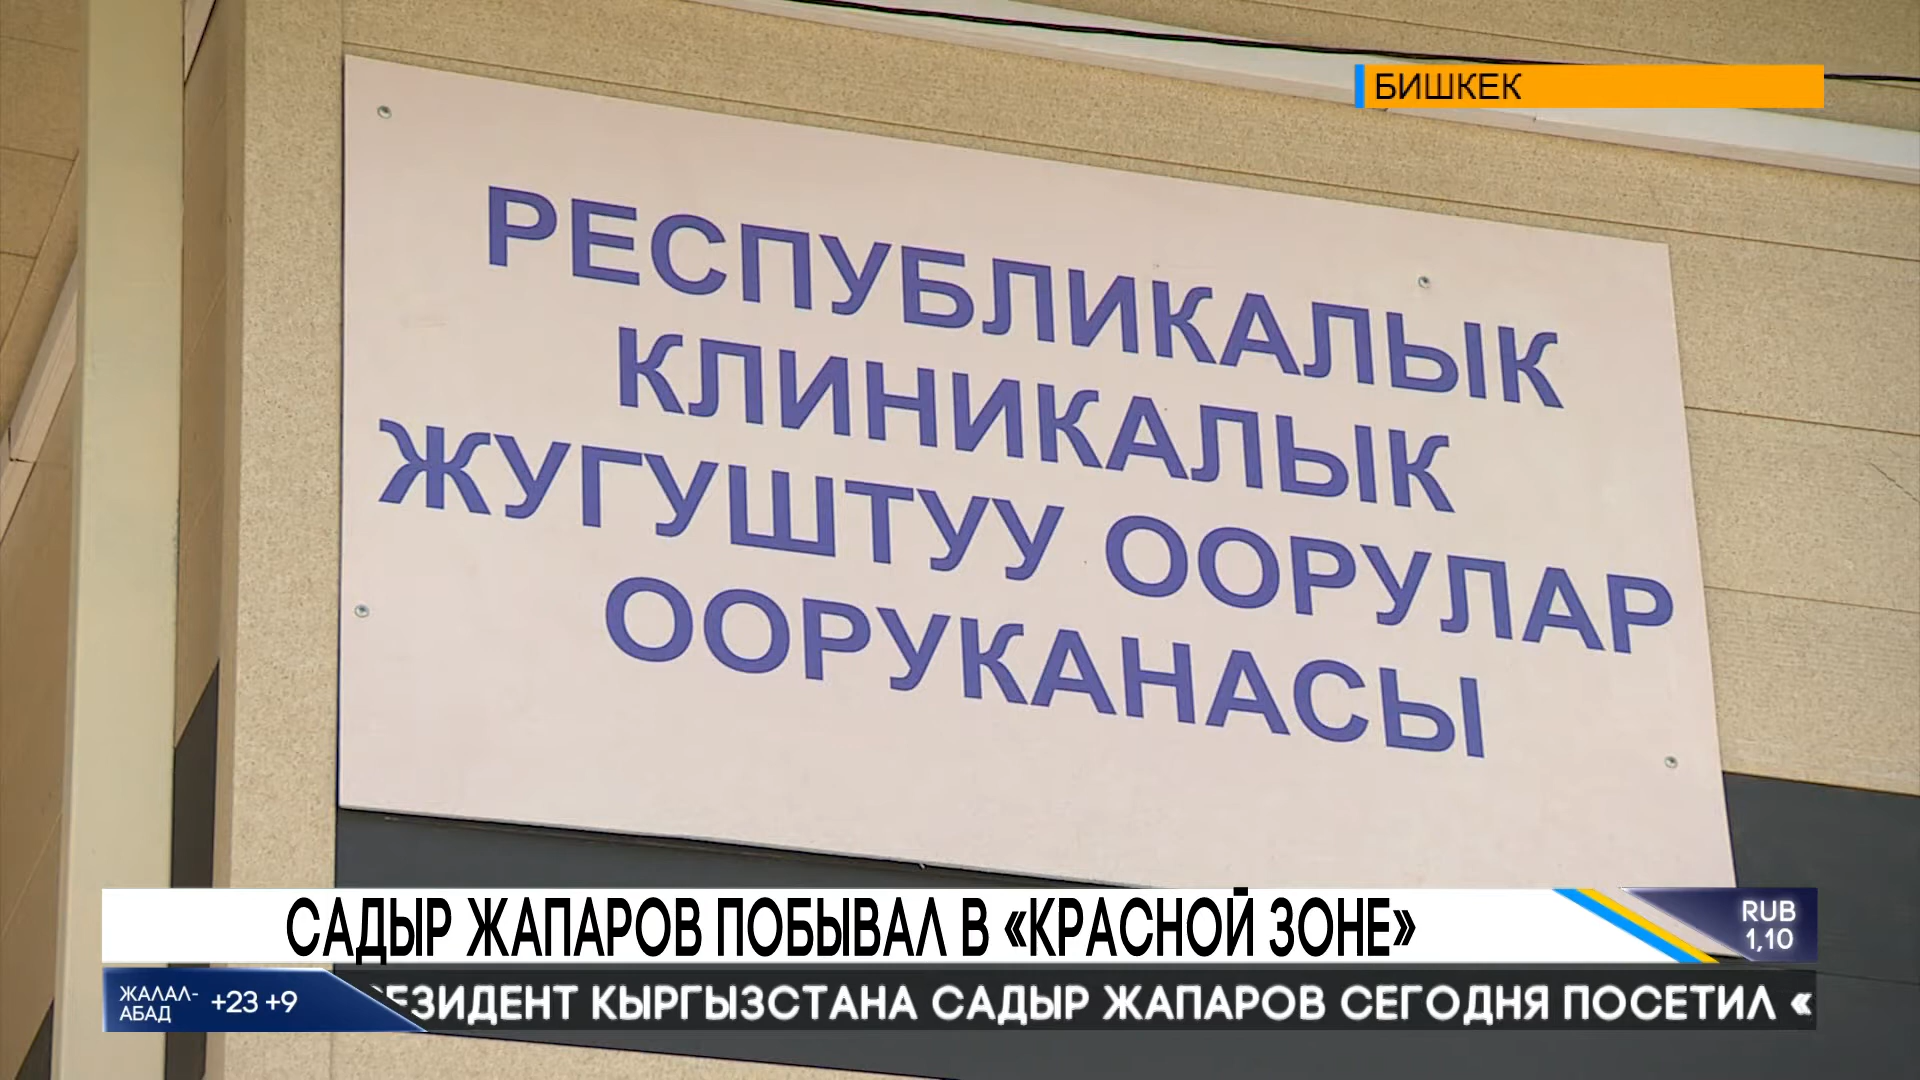 БИШКЕК
РЕСПУБЛИКАЛЫК
КЛИНИКАЛЫК
ЖУГУШТУУ ООРУЛАР
ООРУКАНАСЫ
САДЫР ЖАПАРОВ ПОБЫВАЛ В «КРАСНОЙ ЗОНЕ»
RUB
1,10
ЖАЛАЛ-
АБАД
+23 +9
ЕЗИДЕНТ КЫРГЫЗСТАНА САДЫР ЖАПАРОВ СЕГОДНЯ ПОСЕТИЛ «